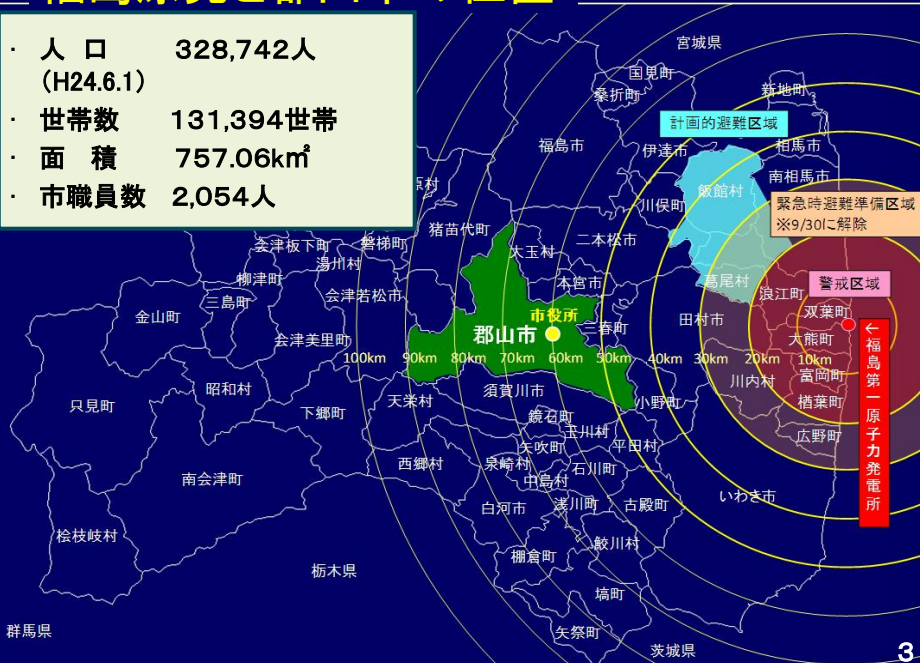 ・ 人 口 328,742人
(H24.6.1)
・ 世帯数 131,394世帯
・ 面 積 757.06k㎡
・ 市職員数 2,054人
宮城県
国見町
桑折町
新地町
計画的避難区域
福島市
伊達市
相馬市
南相馬市
飯館村
川俣町
緊急時避難準備区域
※9/30に解除
猪苗代町
磐梯町
会津坂下町
湯川村
大玉村
二本松市
本宮市
葛尾村
浪江町
警戒区域
双葉町
柳津町
三島町
会津若松市
金山町
会津美里町
市役所
郡山市
三春町
田村市
大熊町
100km 90km 80km 70km 60km 50km 40km 30km 20km 10km
←福島第一原子力発電所
富岡町
川内村
楢葉町
広野町
昭和村
只見町
下郷町
天栄村
須賀川市
小野町
鏡石町
玉川村
矢吹町
平田村
西郷村
泉崎村
石川町
中島村
南会津町
白河市
浅川町
古殿町
いわき市
桧枝岐村
鮫川村
棚倉町
栃木県
塙町
群馬県
矢祭町
茨城県
3